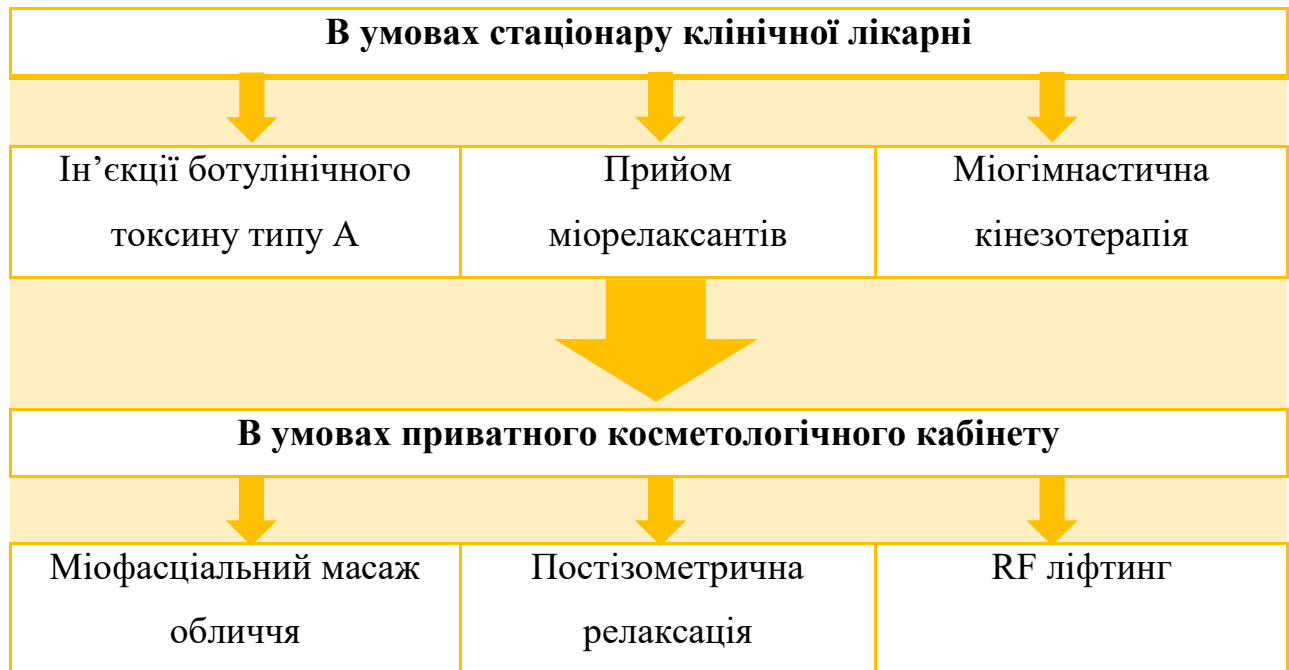 В умовах стаціонару клінічної лікарні
Ін’єкції ботулінічного
токсину типу А
Прийом
міорелаксантів
Міогімнастична
кінезотерапія
В умовах приватного косметологічного кабінету
Міофасціальний масаж
обличчя
Постізометрична
релаксація
RF ліфтинг